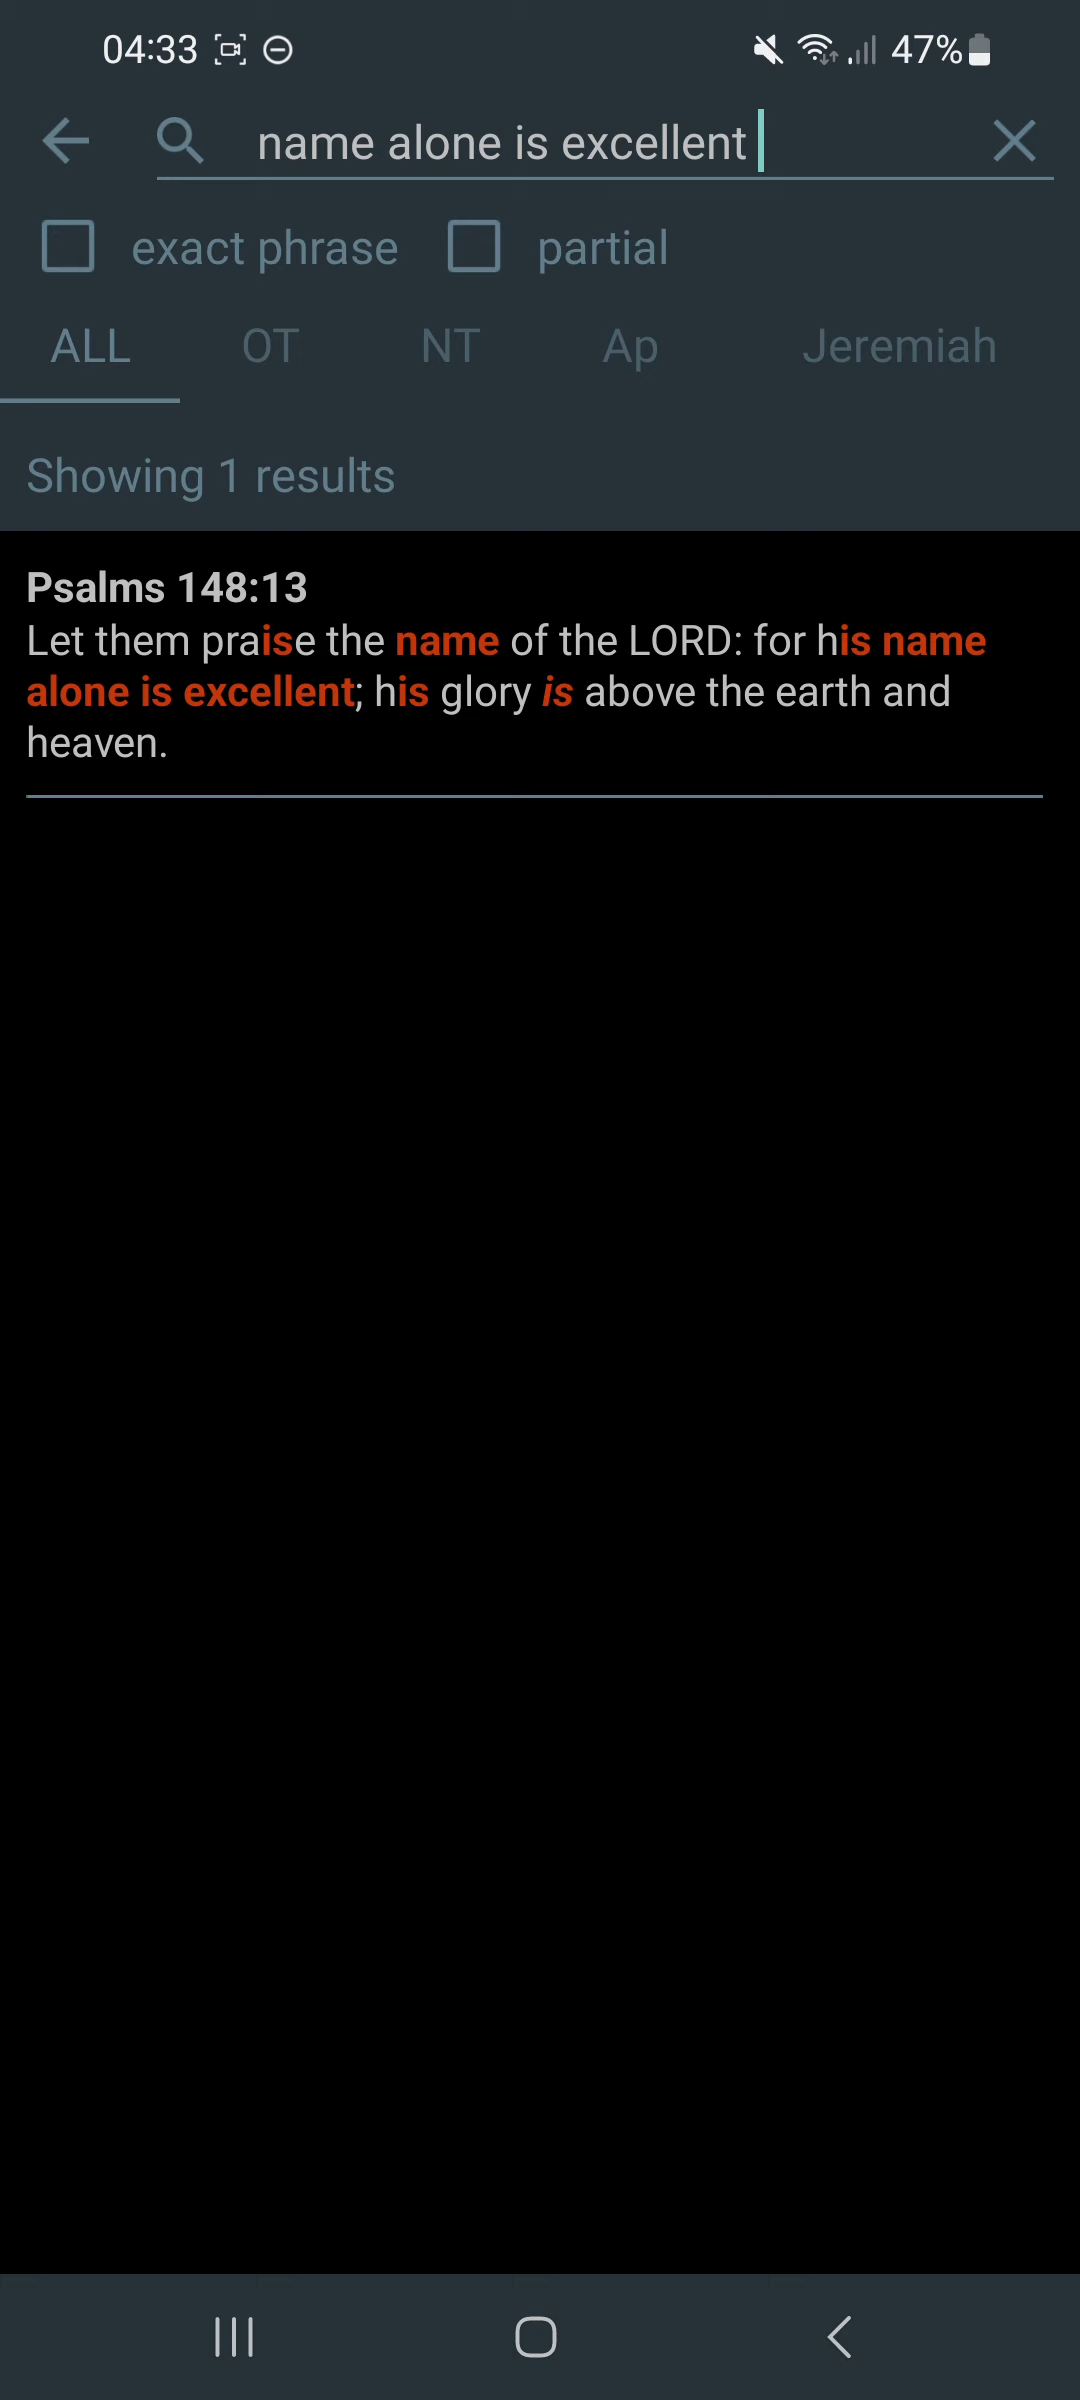 04:33 47%
name alone is excellent
exact phrase partial
ALL OT NT Ap Jeremiah
Showing 1 results
Psalms 148:13
Let them praise the name of the LORD: for his name
alone is excellent; his glory is above the earth and
heaven.